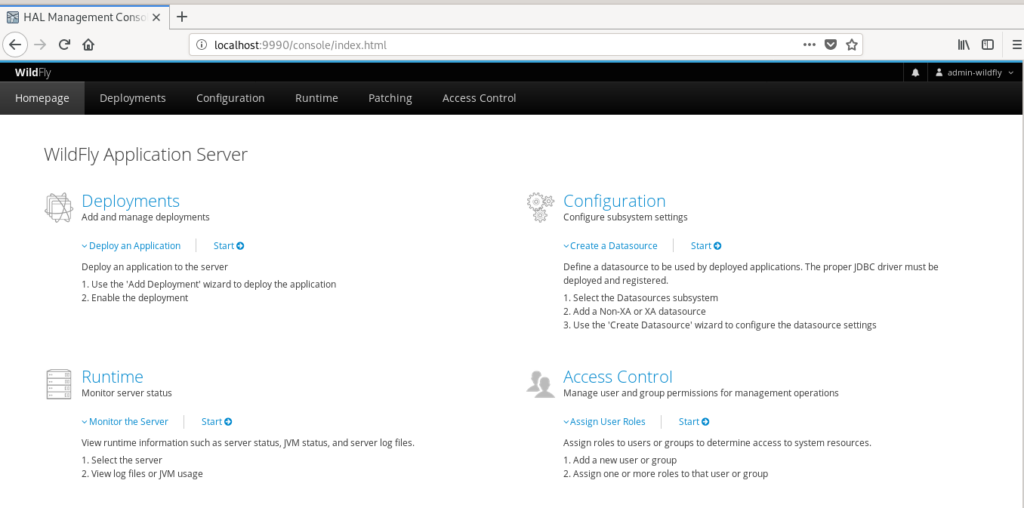 HAL Management Conso
localhost:9990/console/index.html
WildFly
admin-wildfly
Homepage Deployments Configuration Runtime Patching Access Control
WildFly Application Server
Deployments
Add and manage deployments
Deploy an Application Start
Deploy an application to the server
1. Use the 'Add Deployment' wizard to deploy the application
2. Enable the deployment
Configuration
Configure subsystem settings
Create a Datasource Start
Define a datasource to be used by deployed applications. The proper JDBC driver must be
deployed and registered.
1. Select the Datasources subsystem
2. Add a Non-XA or XA datasource
3. Use the 'Create Datasource' wizard to configure the datasource settings
Runtime
Monitor server status
Monitor the Server Start
View runtime information such as server status, JVM status, and server log files.
1. Select the server
2. View log files or JVM usage
Access Control
Manage user and group permissions for management operations
Assign User Roles Start
Assign roles to users or groups to determine access to system resources.
1. Add a new user or group
2. Assign one or more roles to that user or group